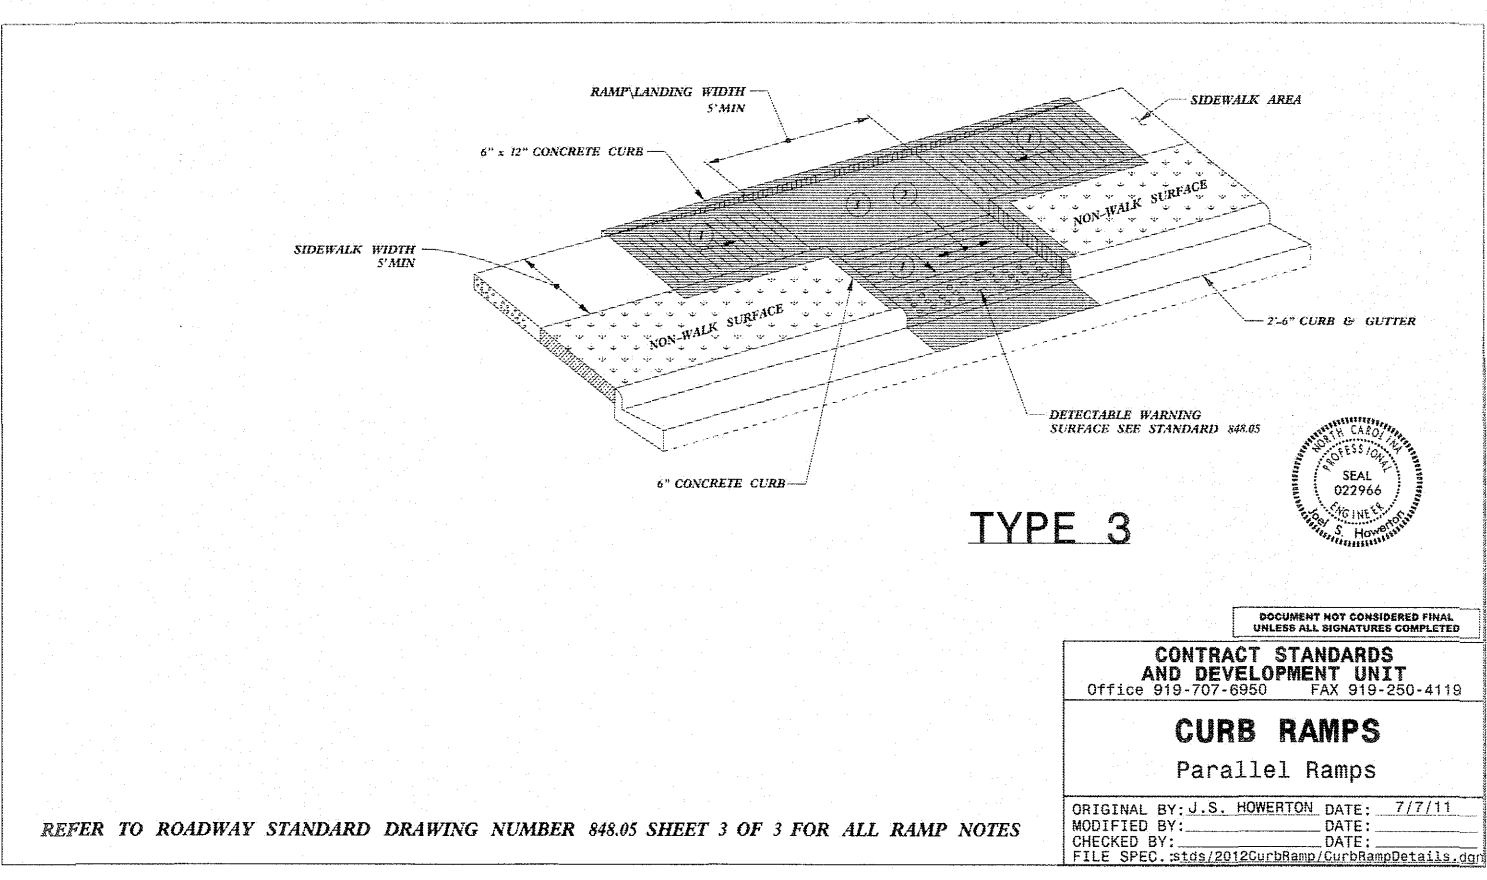 RAMP\LANDING WIDTH
5'MIN
SIDEWALK AREA
6" x 12" CONCRETE CURB
1
2
3
NON-WALK SURFACE
1
SIDEWALK WIDTH
5'MIN
1
NON-WALK SURFACE
2'-6" CURB & GUTTER
DETECTABLE WARNING
SURFACE SEE STANDARD 848.05
6" CONCRETE CURB
TYPE 3
NORTH CAROLINA
PROFESSIONAL
SEAL
022966
ENGINEER
Joel S. Howerton
DOCUMENT NOT CONSIDERED FINAL
UNLESS ALL SIGNATURES COMPLETED
CONTRACT STANDARDS
AND DEVELOPMENT UNIT
Office 919-707-6950 FAX 919-250-4119
CURB RAMPS
Parallel Ramps
ORIGINAL BY: J.S. HOWERTON DATE: 7/7/11
MODIFIED BY: DATE:
CHECKED BY: DATE:
FILE SPEC.: stds/2012CurbRamp/CurbRampDetails.dgn
REFER TO ROADWAY STANDARD DRAWING NUMBER 848.05 SHEET 3 OF 3 FOR ALL RAMP NOTES